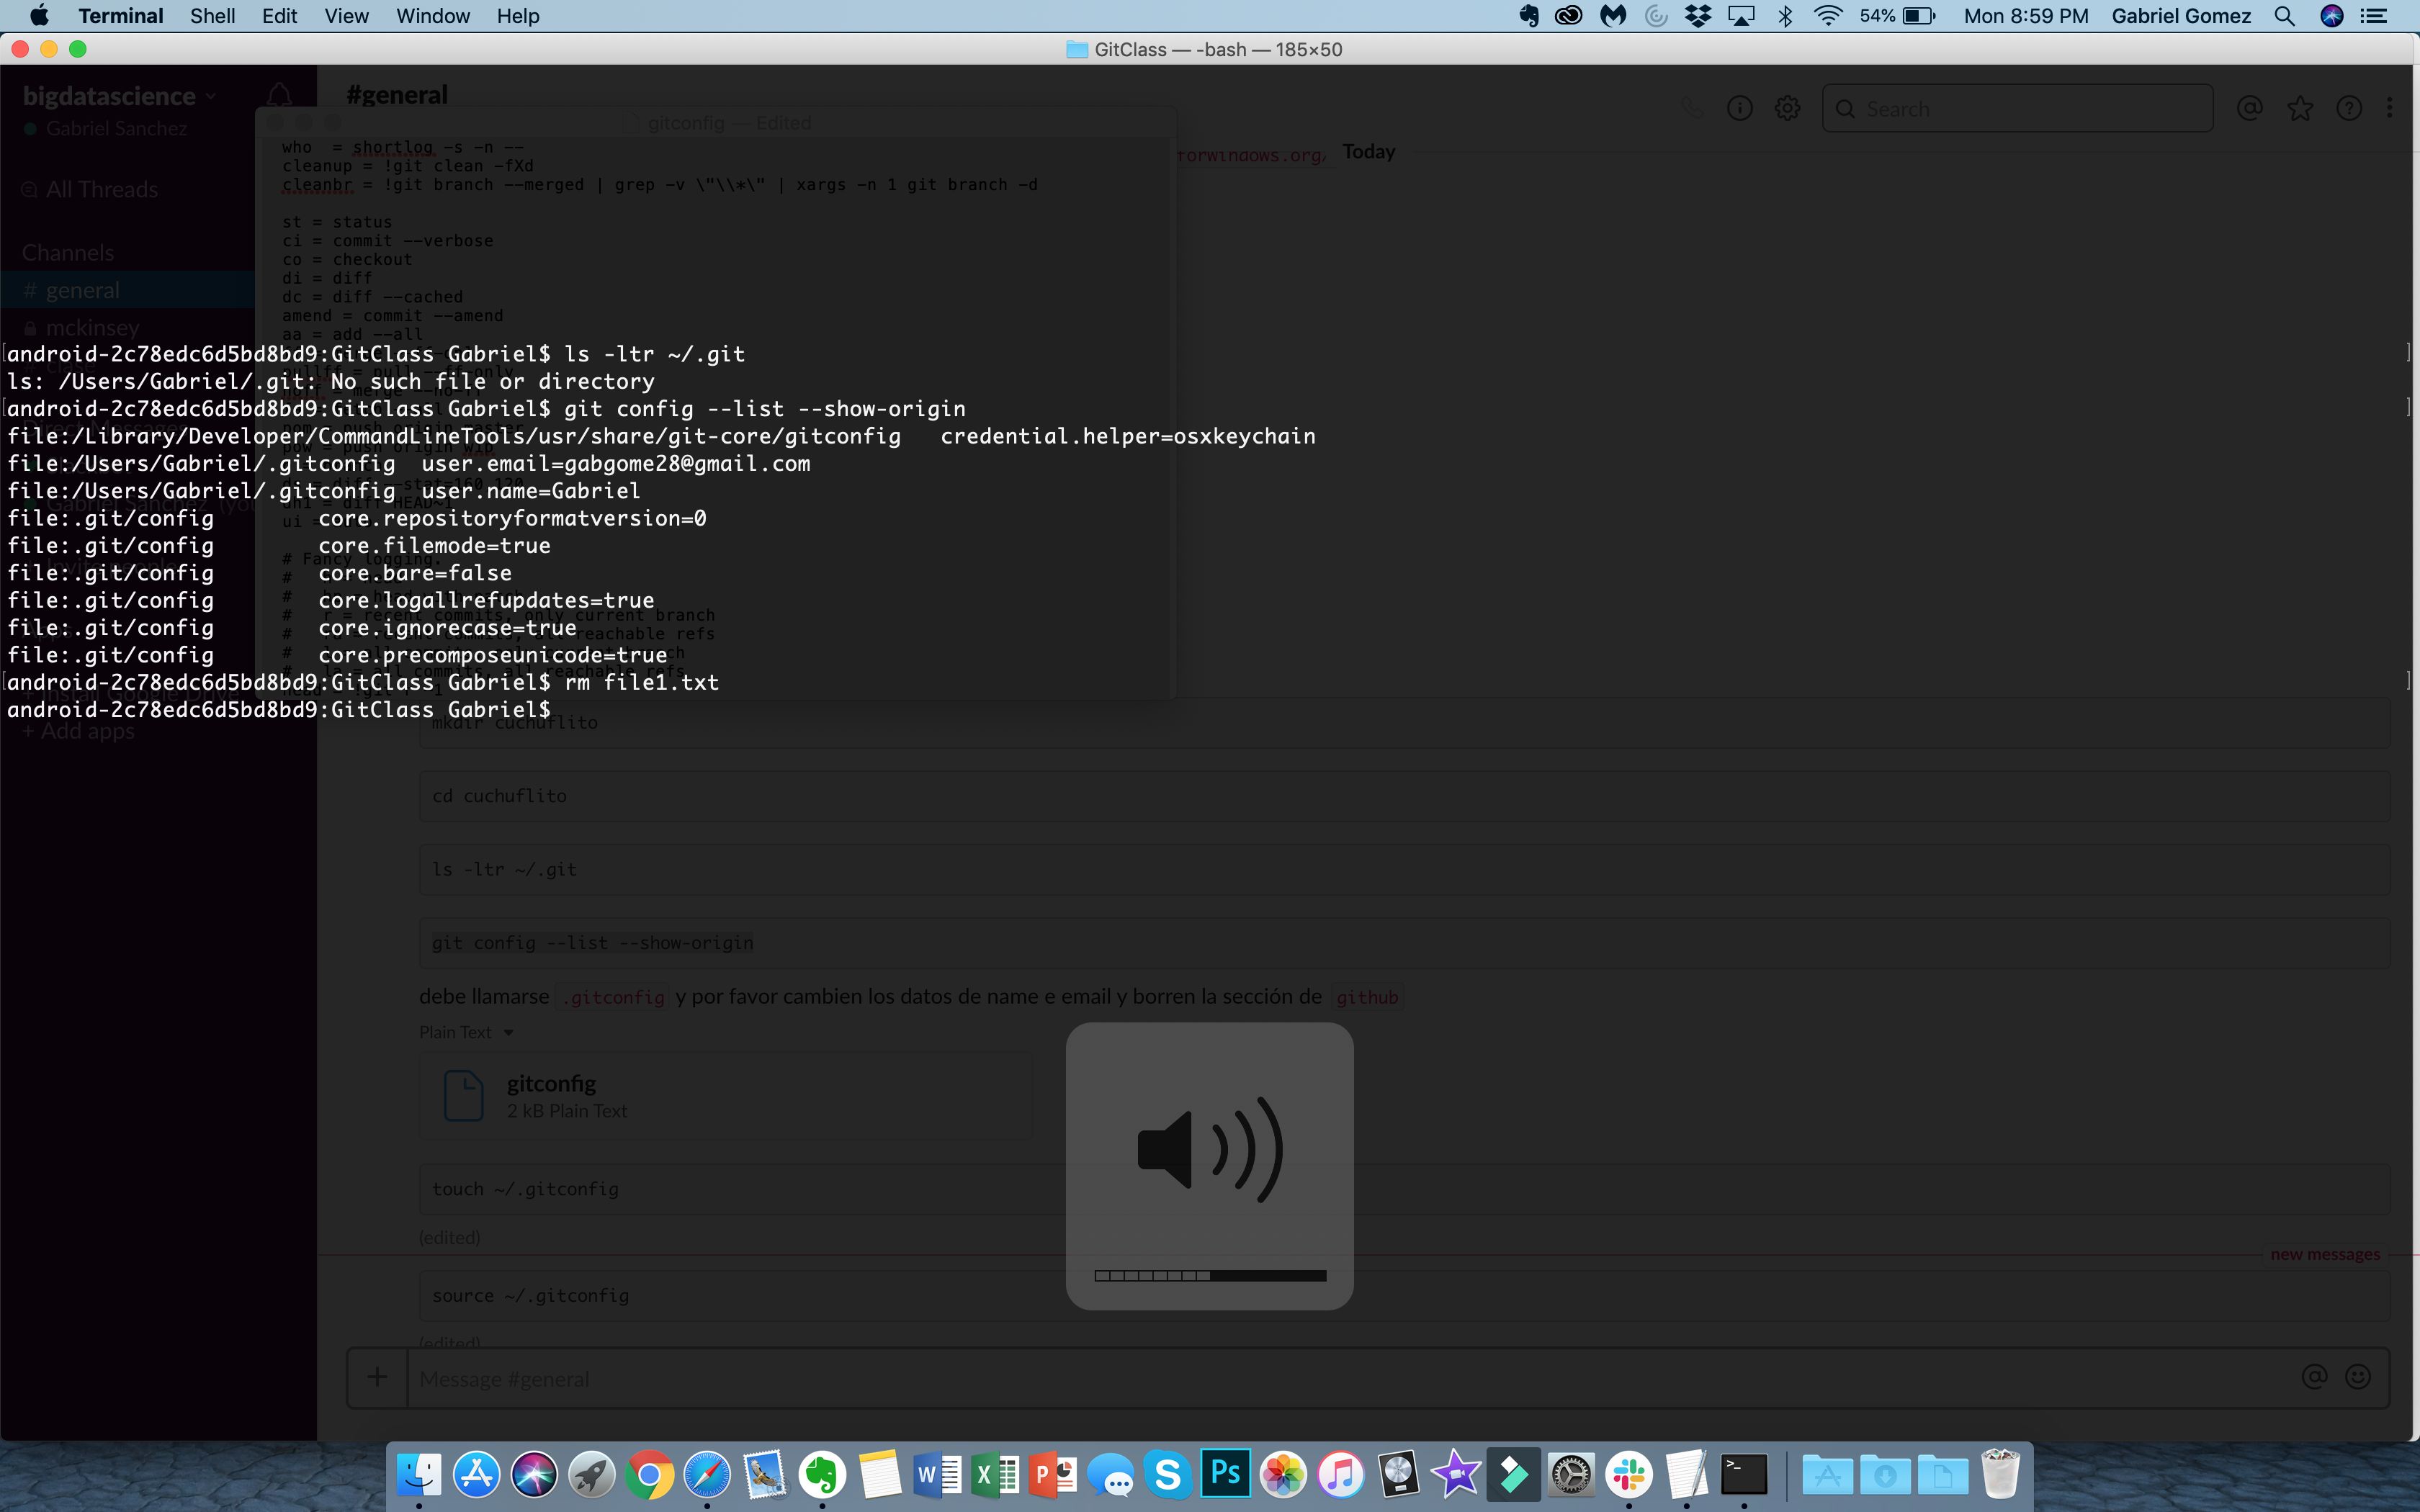 Terminal Shell Edit View Window Help 54% Mon 8:59 PM Gabriel Gomez
GitClass — -bash — 185×50
bigdatascience
Gabriel Sanchez
All Threads
Channels
# general
mckinsey
+ Add apps
#general
Search
Today
forwindows.org/
gitconfig — Edited
who = shortlog -s -n --
cleanup = !git clean -fXd
cleanbr = !git branch --merged | grep -v \"\\*\" | xargs -n 1 git branch -d
st = status
ci = commit --verbose
co = checkout
di = diff
dc = diff --cached
amend = commit --amend
aa = add --all
android-2c78edc6d5bd8bd9:GitClass Gabriel$ ls -ltr ~/.git
ls: /Users/Gabriel/.git: No such file or directory
android-2c78edc6d5bd8bd9:GitClass Gabriel$ git config --list --show-origin
file:/Library/Developer/CommandLineTools/usr/share/git-core/gitconfig credential.helper=osxkeychain
file:/Users/Gabriel/.gitconfig user.email=gabgome28@gmail.com
file:/Users/Gabriel/.gitconfig user.name=Gabriel
file:.git/config core.repositoryformatversion=0
file:.git/config core.filemode=true
file:.git/config core.bare=false
file:.git/config core.logallrefupdates=true
file:.git/config core.ignorecase=true
file:.git/config core.precomposeunicode=true
android-2c78edc6d5bd8bd9:GitClass Gabriel$ rm file1.txt
android-2c78edc6d5bd8bd9:GitClass Gabriel$
mkdir cuchuflito
cd cuchuflito
ls -ltr ~/.git
git config --list --show-origin
debe llamarse .gitconfig y por favor cambien los datos de name e email y borren la sección de github
Plain Text
gitconfig
2 kB Plain Text
touch ~/.gitconfig
(edited)
new messages
source ~/.gitconfig
(edited)
Message #general